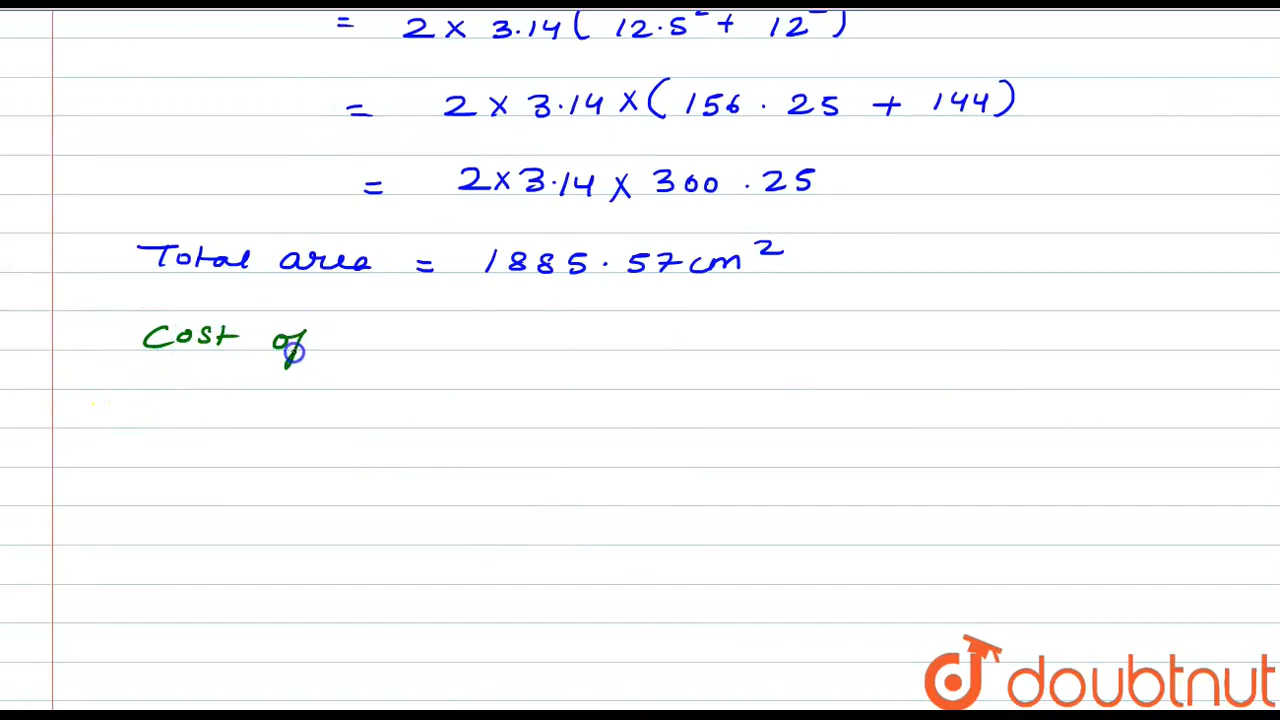 = 2 × 3.14 ( 12.5² + 12² )
= 2 × 3.14 × ( 156.25 + 144 )
= 2 × 3.14 × 300.25
Total area = 1885.57 cm²
Cost of
doubtnut